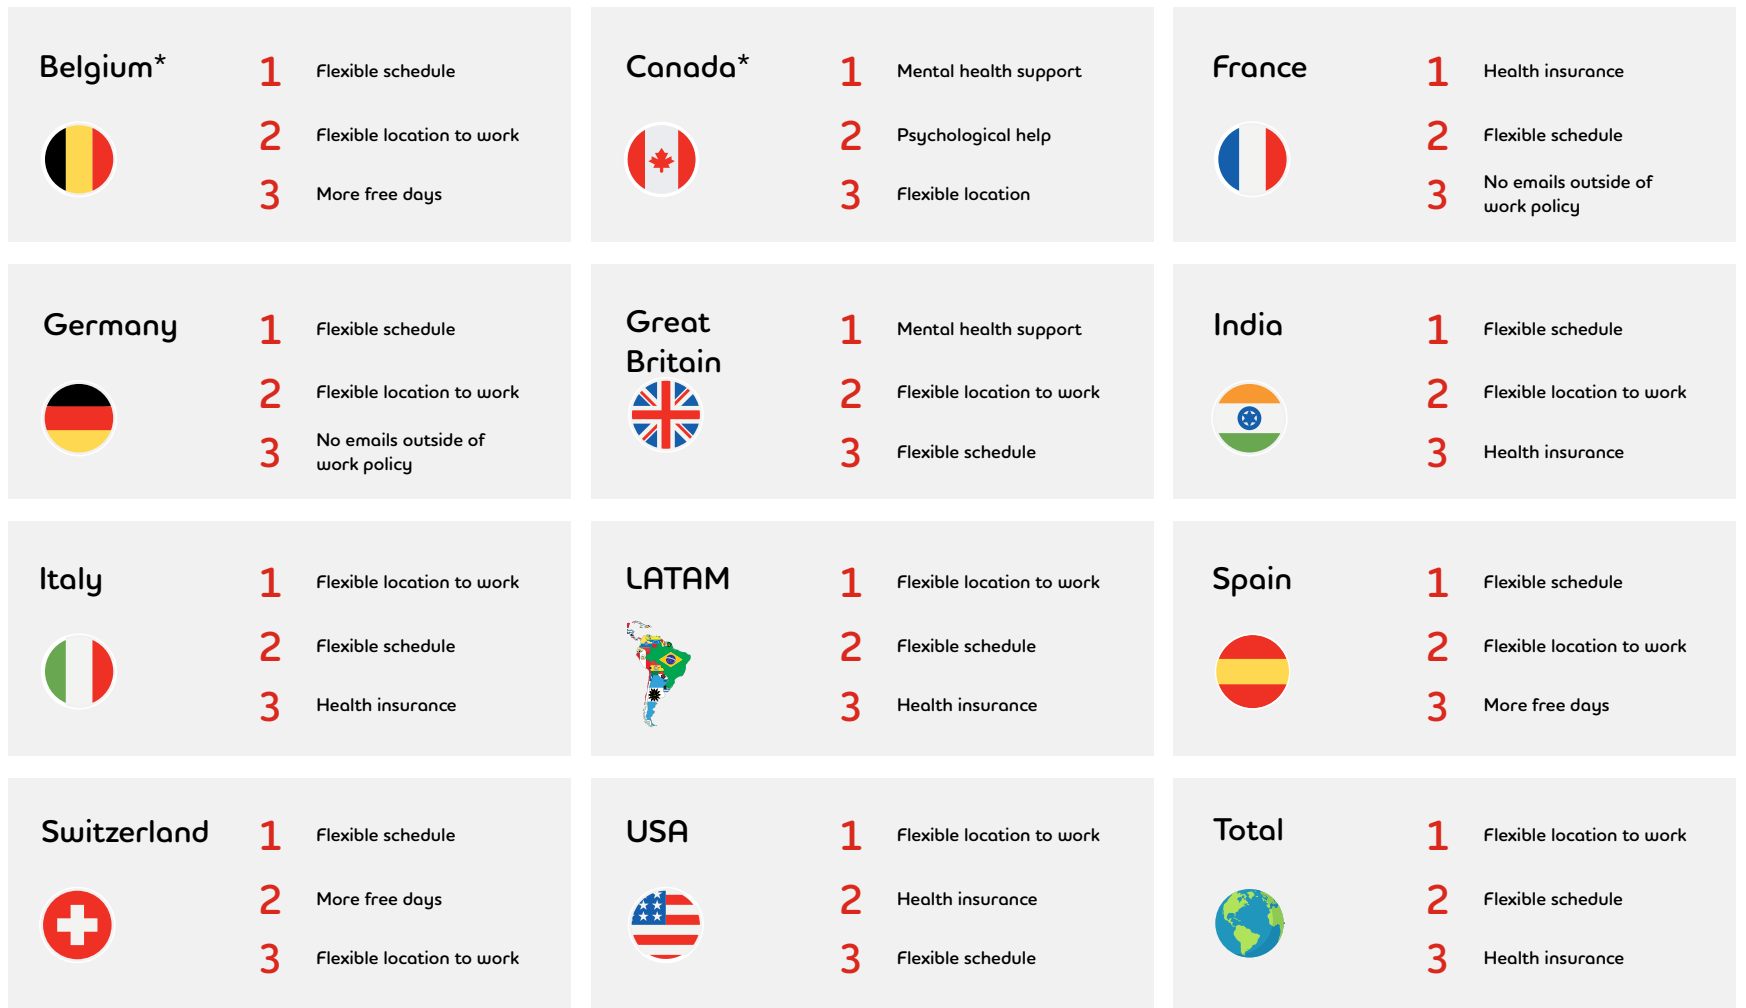 Belgium*
1 Flexible schedule
2 Flexible location to work
3 More free days
Canada*
1 Mental health support
2 Psychological help
3 Flexible location
France
1 Health insurance
2 Flexible schedule
3 No emails outside of
work policy
Germany
1 Flexible schedule
2 Flexible location to work
3 No emails outside of
work policy
Great
Britain
1 Mental health support
2 Flexible location to work
3 Flexible schedule
India
1 Flexible schedule
2 Flexible location to work
3 Health insurance
Italy
1 Flexible location to work
2 Flexible schedule
3 Health insurance
LATAM
1 Flexible location to work
2 Flexible schedule
3 Health insurance
Spain
1 Flexible schedule
2 Flexible location to work
3 More free days
Switzerland
1 Flexible schedule
2 More free days
3 Flexible location to work
USA
1 Flexible location to work
2 Health insurance
3 Flexible schedule
Total
1 Flexible location to work
2 Flexible schedule
3 Health insurance